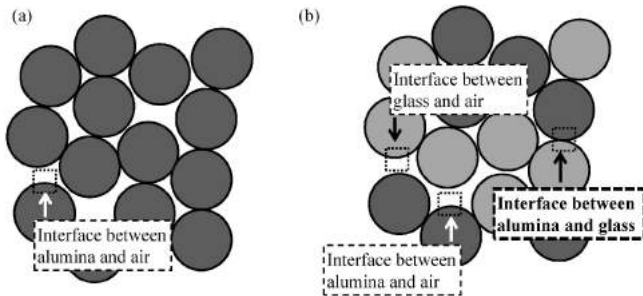 (a)
Interface between
alumina and air
(b)
Interface between
glass and air
Interface between
alumina and glass
Interface between
alumina and air